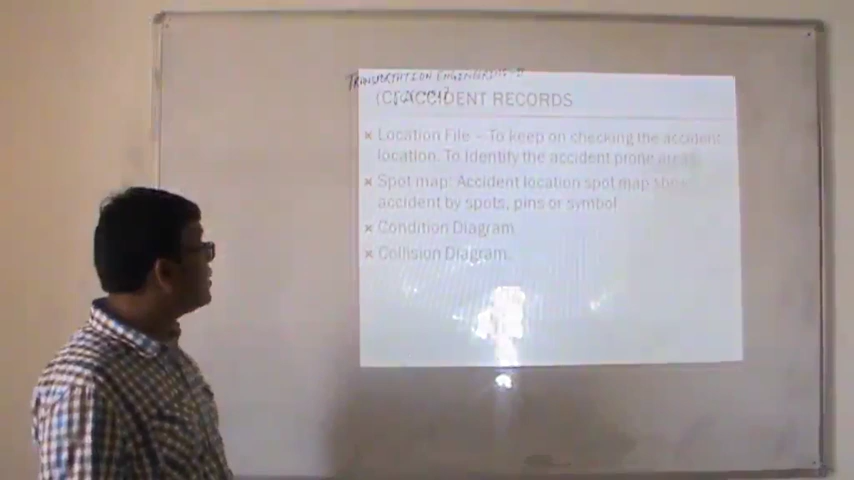 TRANSPORTATION ENGINEERING-II
ACCIDENT RECORDS
Location File – To keep on checking the accident
location. To identify the accident prone areas
Spot map: Accident location spot map show
accident by spots, pins or symbol
Condition Diagram
Collision Diagram.